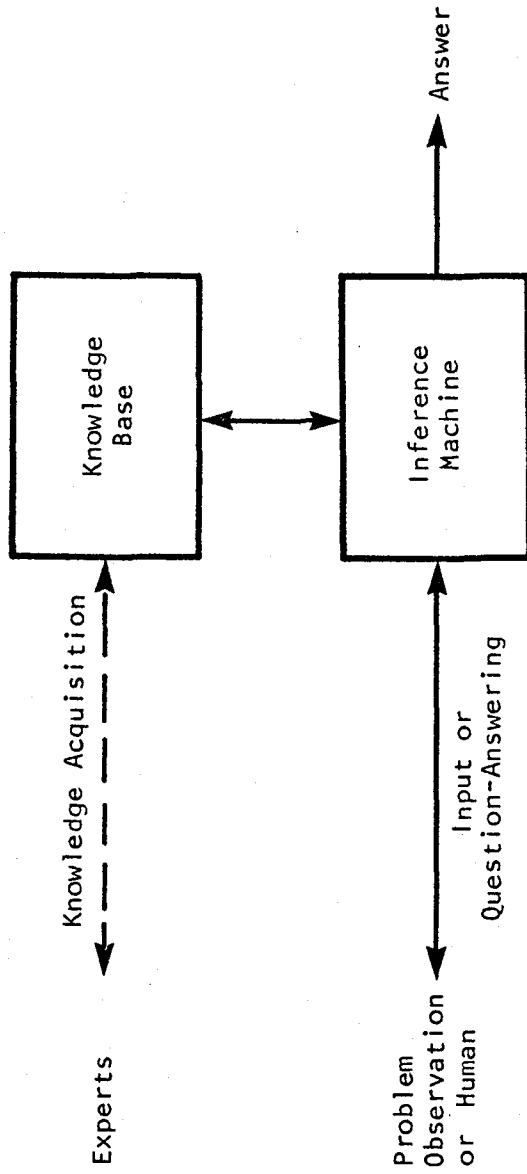 Experts
Knowledge Acquisition
Knowledge
Base
Problem
Observation
or Human
Input or
Question-Answering
Inference
Machine
Answer